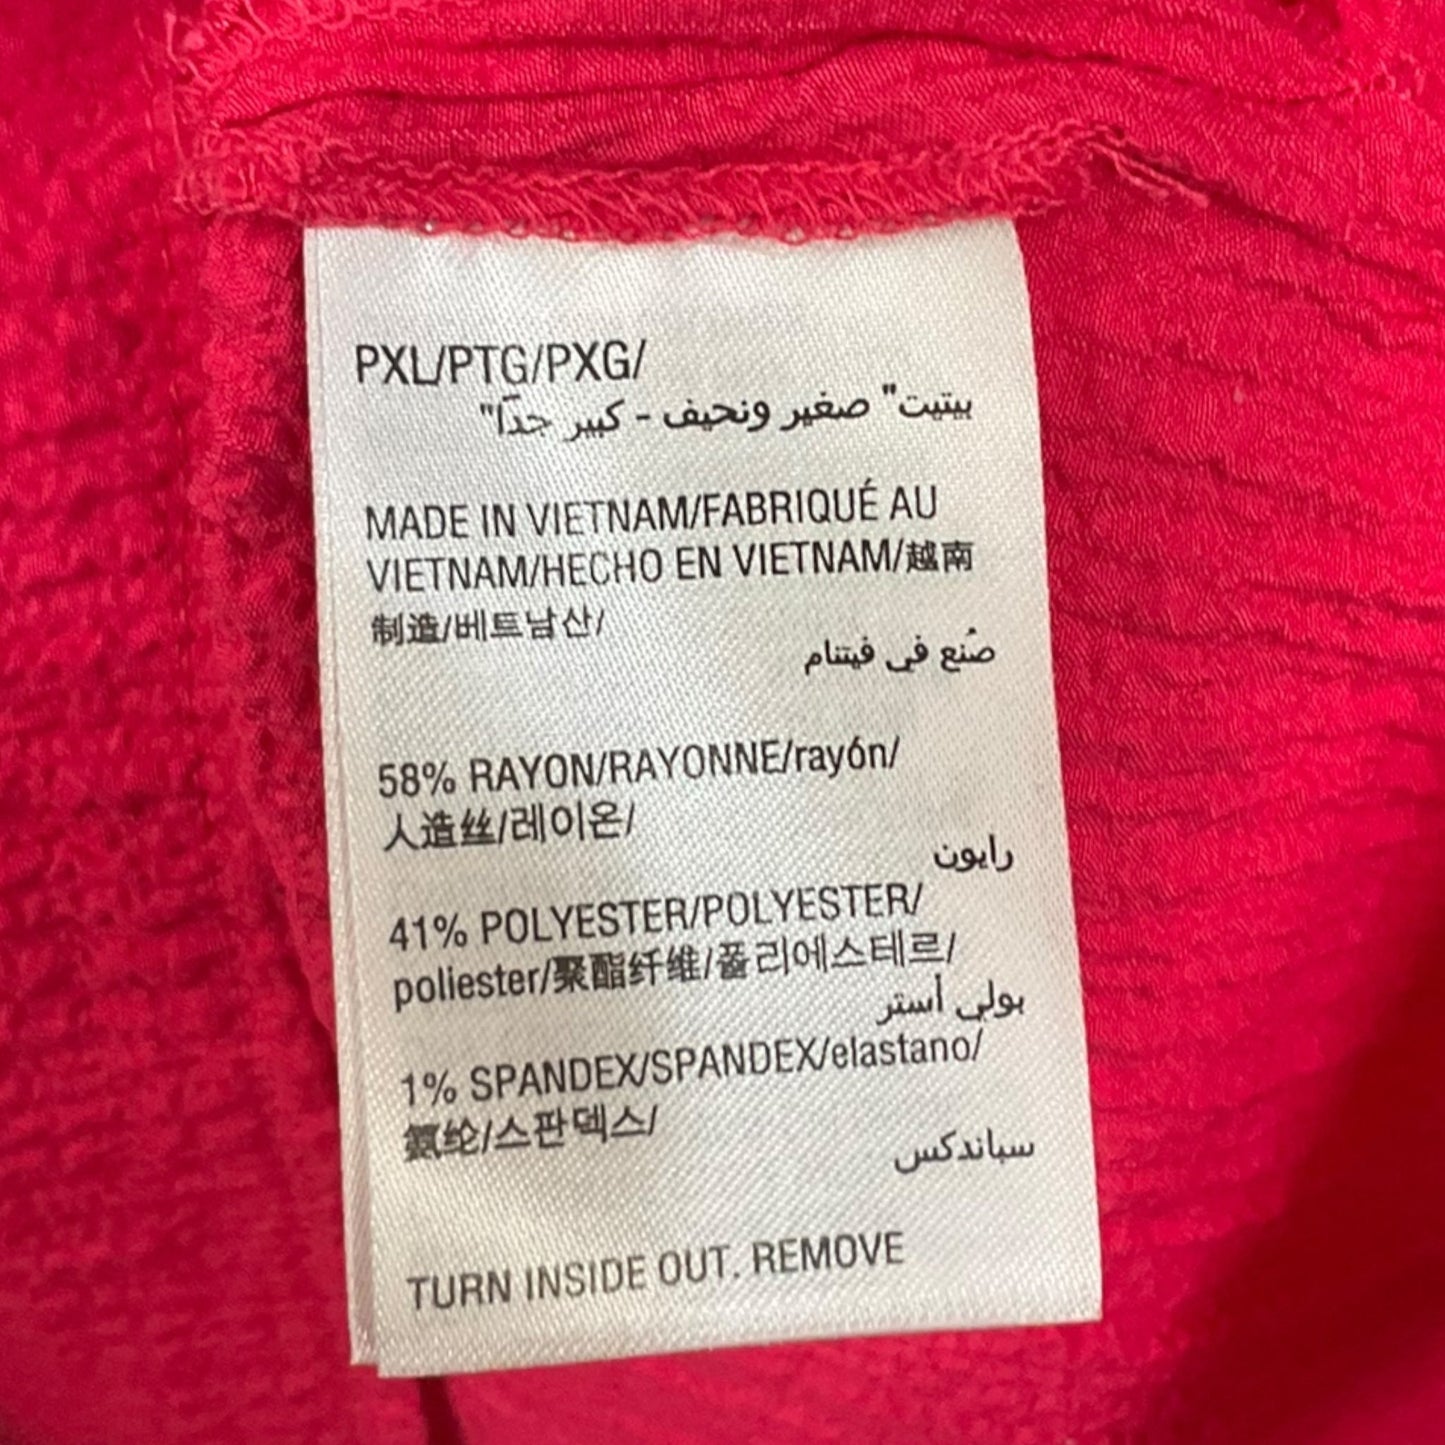 PXL/PTG/PXG/
بيتيت" صغير ونحيف - كبير جدّاً"
MADE IN VIETNAM/FABRIQUÉ AU
VIETNAM/HECHO EN VIETNAM/越南
制造/베트남산/
صُنع في فيتنام
58% RAYON/RAYONNE/rayón/
人造丝/레이온/
رايون
41% POLYESTER/POLYESTER/
poliester/聚酯纤维/폴리에스테르/
بولي أستر
1% SPANDEX/SPANDEX/elastano/
氨纶/스판덱스/
سباندكس
TURN INSIDE OUT. REMOVE